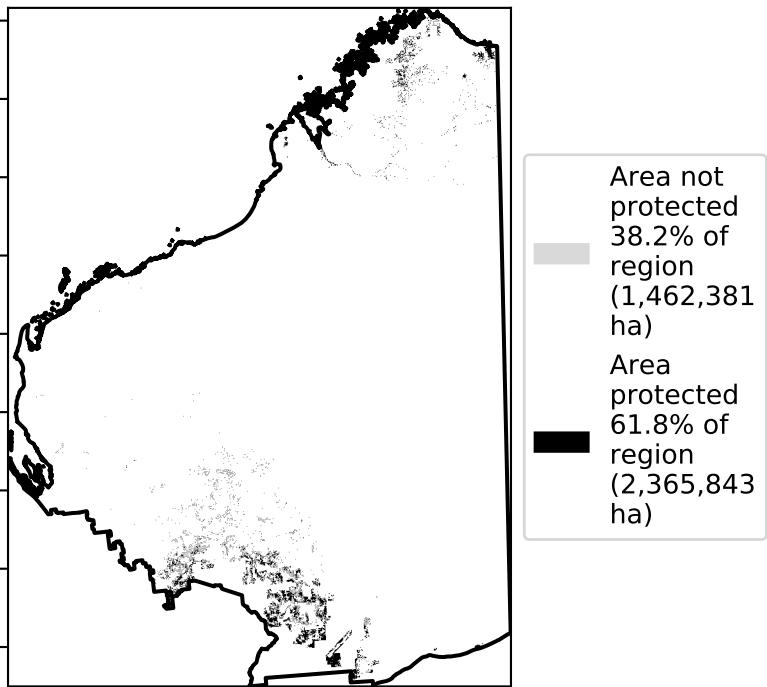 Area not
protected
38.2% of
region
(1,462,381
ha)
Area
protected
61.8% of
region
(2,365,843
ha)